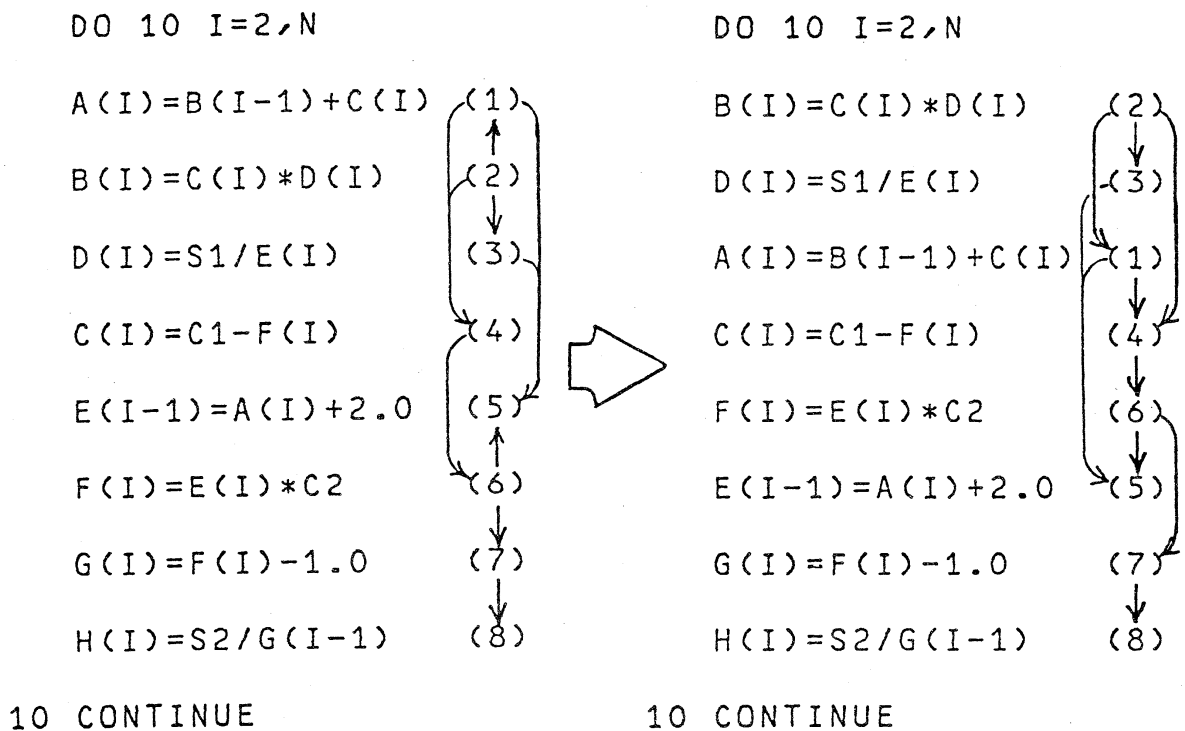 DO 10 I=2,N
A(I)=B(I-1)+C(I) (1)
B(I)=C(I)*D(I) (2)
D(I)=S1/E(I) (3)
C(I)=C1-F(I) (4)
E(I-1)=A(I)+2.0 (5)
F(I)=E(I)*C2 (6)
G(I)=F(I)-1.0 (7)
H(I)=S2/G(I-1) (8)
10 CONTINUE
DO 10 I=2,N
B(I)=C(I)*D(I) (2)
D(I)=S1/E(I) (3)
A(I)=B(I-1)+C(I) (1)
C(I)=C1-F(I) (4)
F(I)=E(I)*C2 (6)
E(I-1)=A(I)+2.0 (5)
G(I)=F(I)-1.0 (7)
H(I)=S2/G(I-1) (8)
10 CONTINUE